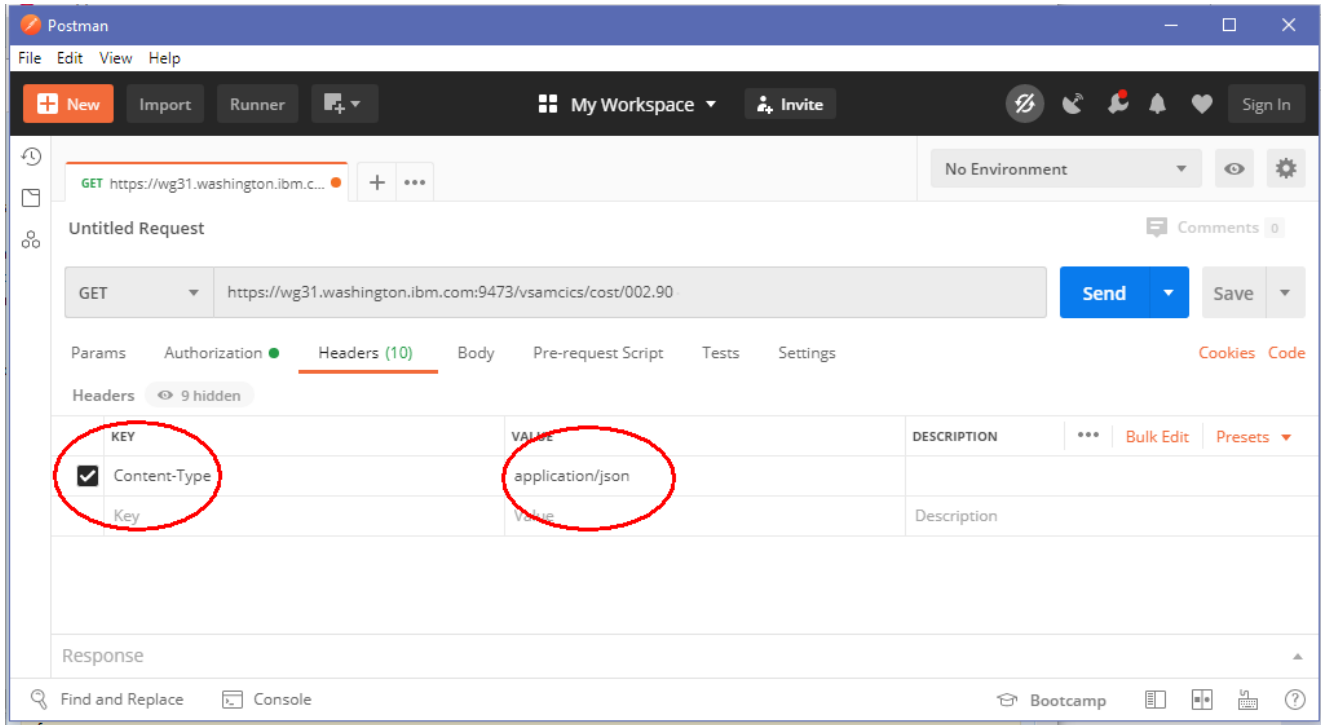 Postman
File Edit View Help
New Import Runner My Workspace Invite Sign In
GET https://wg31.washington.ibm.c... No Environment
Untitled Request Comments 0
GET https://wg31.washington.ibm.com:9473/vsamcics/cost/002.90 Send Save
Params Authorization Headers (10) Body Pre-request Script Tests Settings Cookies Code
Headers 9 hidden
KEY VALUE DESCRIPTION ••• Bulk Edit Presets
Content-Type application/json
Key Value Description
Response
Find and Replace Console Bootcamp